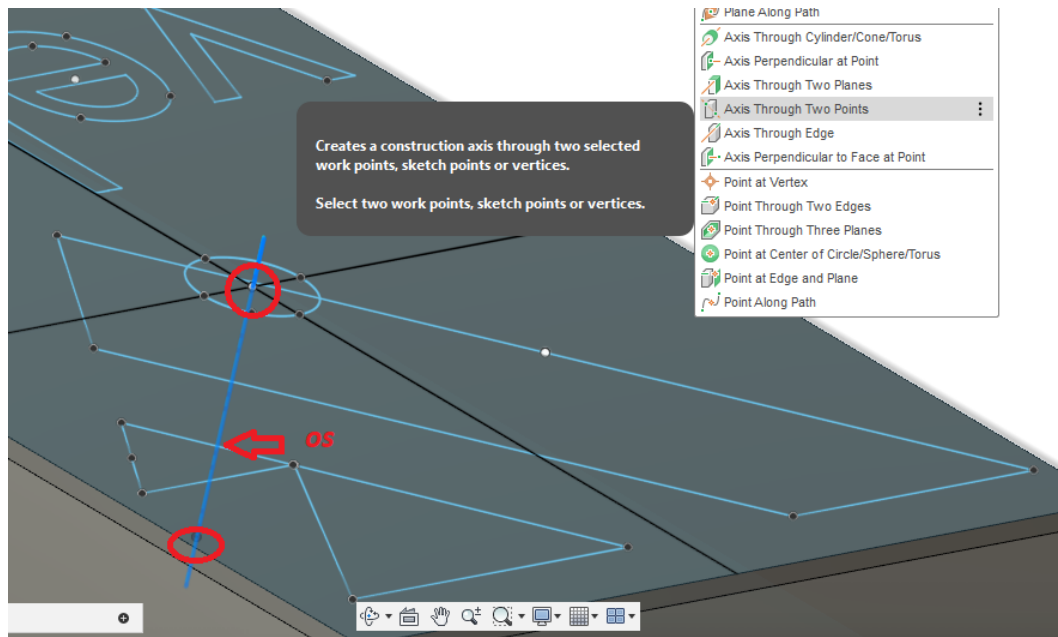 Plane Along Path
Axis Through Cylinder/Cone/Torus
Axis Perpendicular at Point
Axis Through Two Planes
Axis Through Two Points
Axis Through Edge
Axis Perpendicular to Face at Point
Point at Vertex
Point Through Two Edges
Point Through Three Planes
Point at Center of Circle/Sphere/Torus
Point at Edge and Plane
Point Along Path
Creates a construction axis through two selected
work points, sketch points or vertices.
Select two work points, sketch points or vertices.
OS